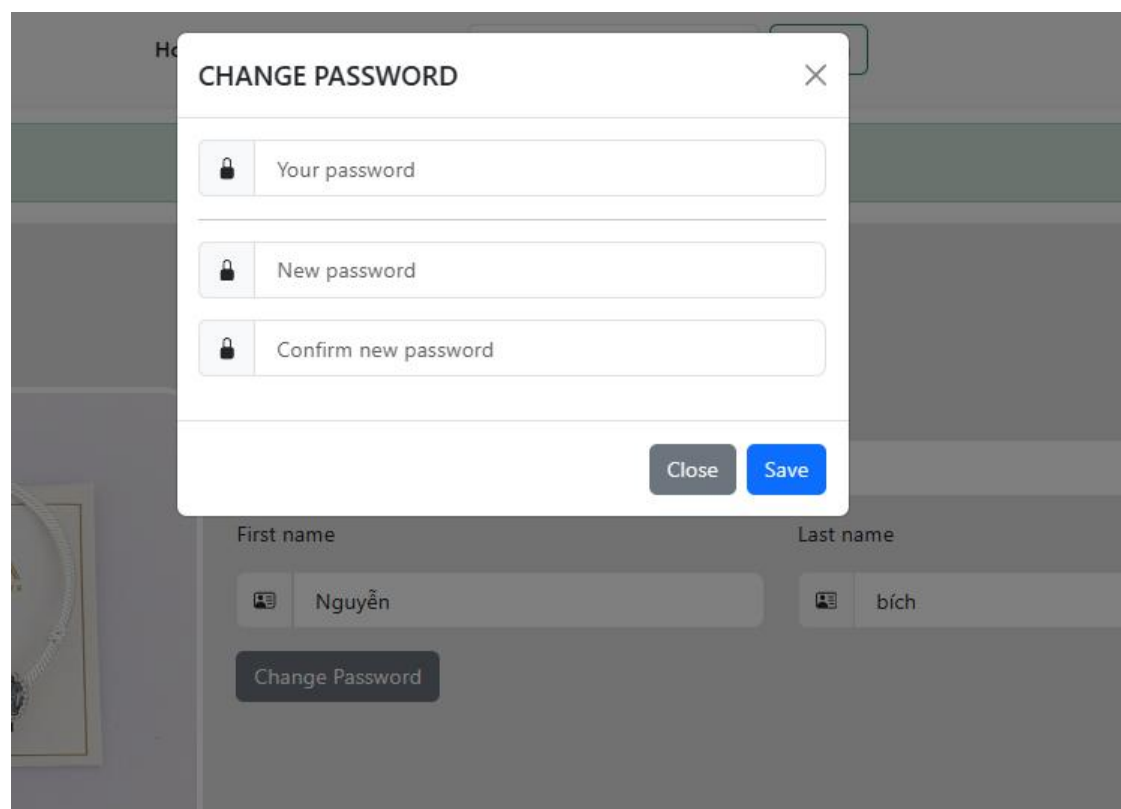 CHANGE PASSWORD
Your password
New password
Confirm new password
Close Save
First name Last name
Nguyễn bích
Change Password